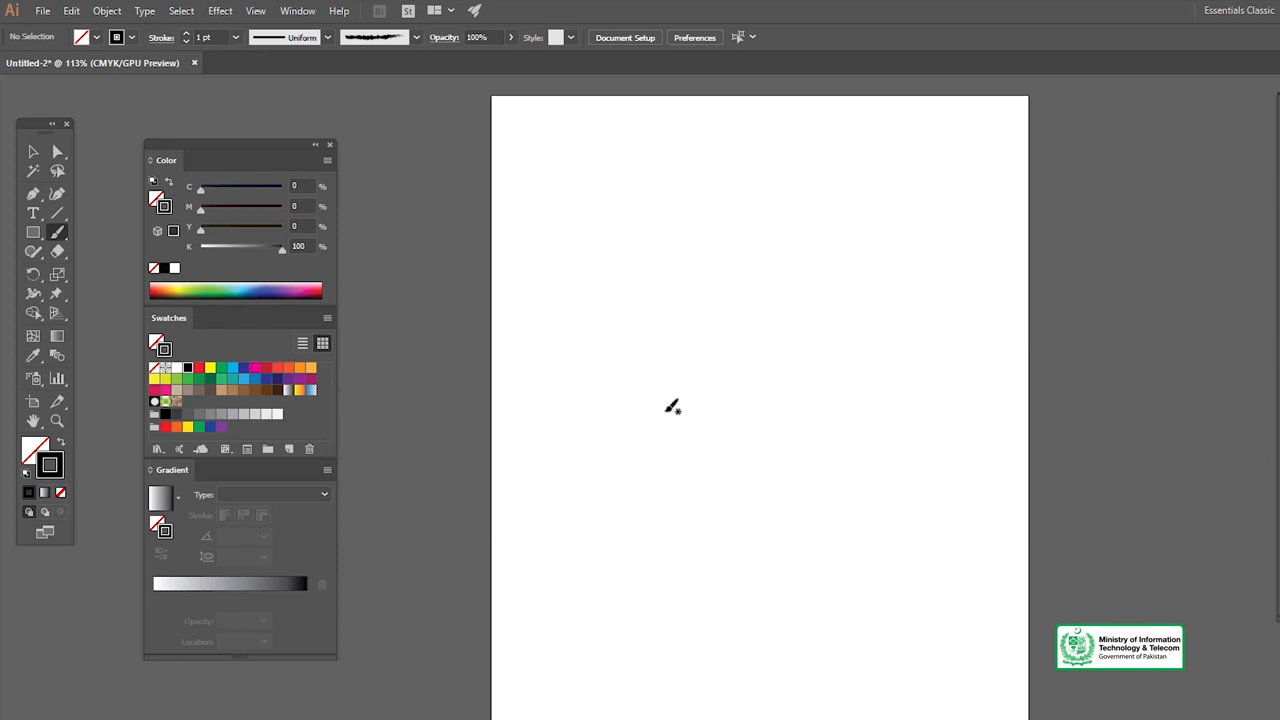 Ai File Edit Object Type Select Effect View Window Help Br St Essentials Classic
No Selection Stroke: 1 pt Uniform Opacity: 100% Style: Document Setup Preferences
Untitled-2* @ 113% (CMYK/GPU Preview)
Color
C 0 %
M 0 %
Y 0 %
K 100 %
Swatches
Gradient
Type:
Stroke:
Opacity:
Location:
Ministry of Information
Technology & Telecom
Government of Pakistan